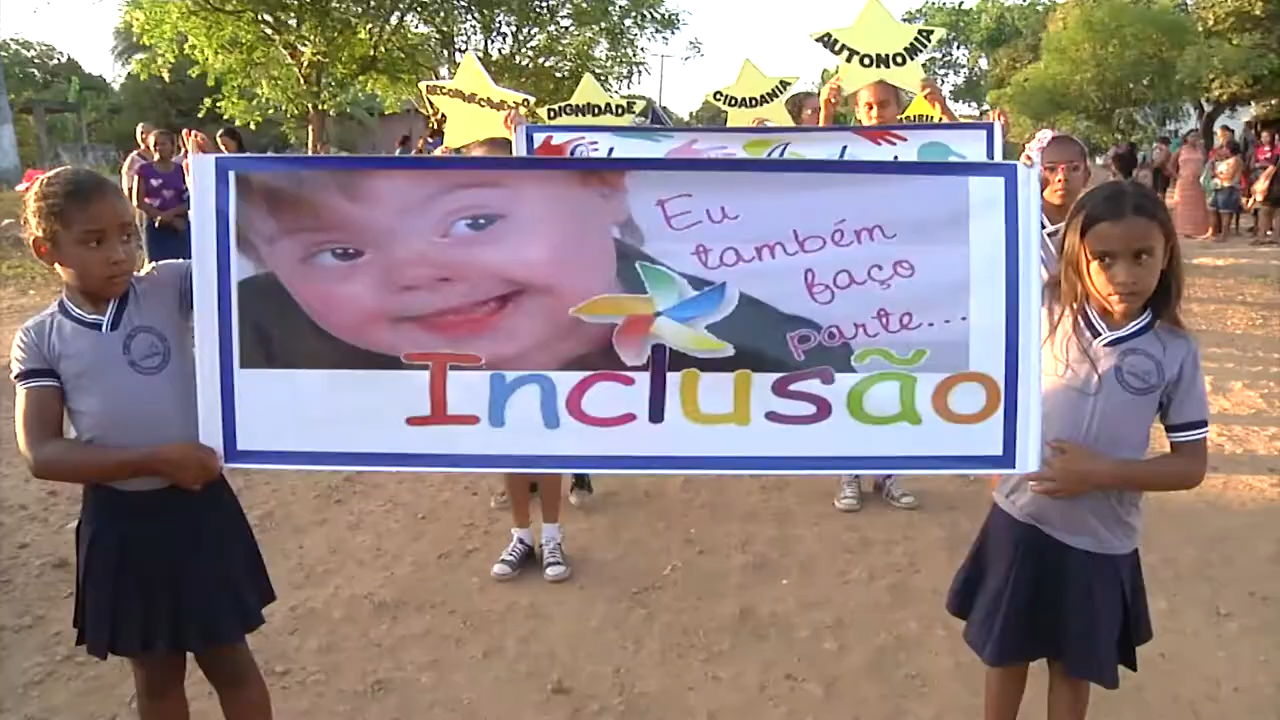 AUTONOMIA
CIDADANIA
DIGNIDADE
Eu
também
faço
parte...
Inclusão